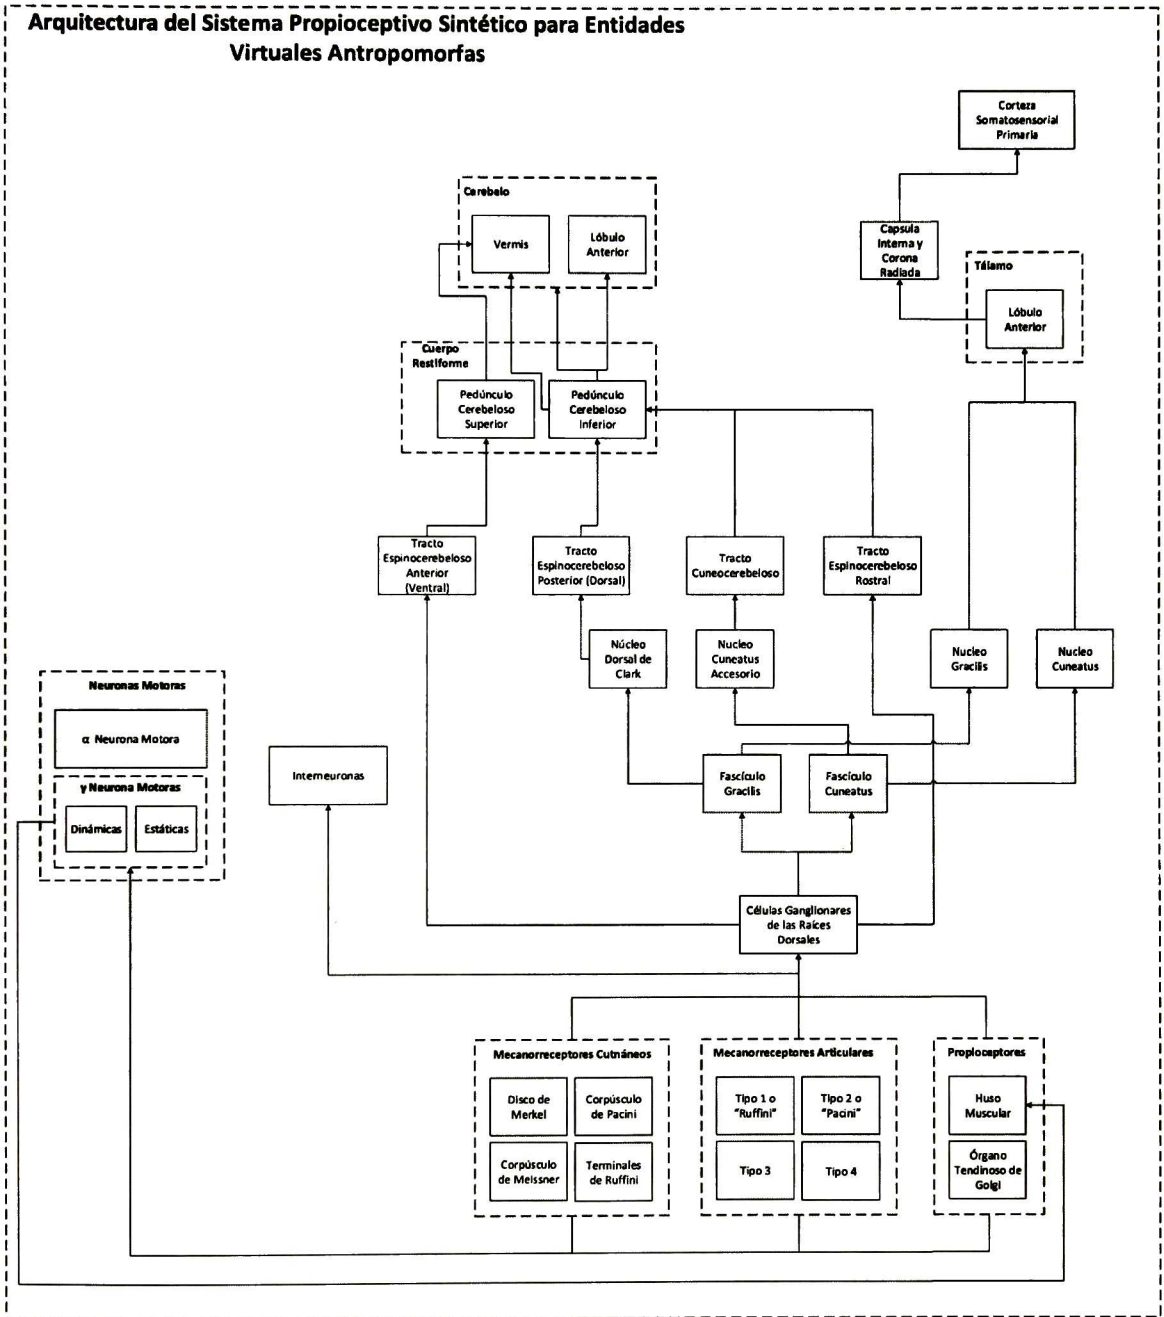 Arquitectura del Sistema Propioceptivo Sintético para Entidades
Virtuales Antropomorfas
Corteza
Somatosensorial
Primaria
Cerebelo
Vermis
Lóbulo
Anterior
Capsula
Interna y
Corona
Radiada
Tálamo
Lóbulo
Anterior
Cuerpo
Restiforme
Pedúnculo
Cerebeloso
Superior
Pedúnculo
Cerebeloso
Inferior
Tracto
Espinocerebeloso
Anterior
(Ventral)
Tracto
Espinocerebeloso
Posterior (Dorsal)
Tracto
Cuneocerebeloso
Tracto
Espinocerebeloso
Rostral
Núcleo
Dorsal de
Clark
Nucleo
Cuneatus
Accesorio
Nucleo
Gracilis
Nucleo
Cuneatus
Neuronas Motoras
α Neurona Motora
γ Neurona Motoras
Dinámicas
Estáticas
Interneuronas
Fascículo
Gracilis
Fascículo
Cuneatus
Células Ganglionares
de las Raíces
Dorsales
Mecanorreceptores Cutnáneos
Disco de
Merkel
Corpúsculo
de Pacini
Corpúsculo
de Meissner
Terminales
de Ruffini
Mecanorreceptores Articulares
Tipo 1 o
"Ruffini"
Tipo 2 o
"Pacini"
Tipo 3
Tipo 4
Propioceptores
Huso
Muscular
Órgano
Tendinoso de
Golgi